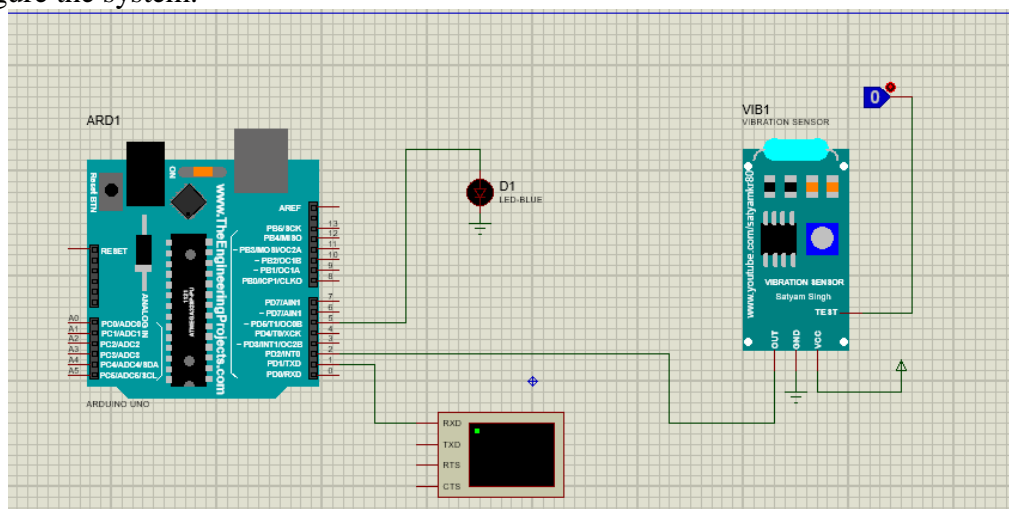 gure the system.
ARD1
ARDUINO UNO
Reset BTN
ON
www.TheEngineeringProjects.com
RESET
ANALOG IN
A0
A1
A2
A3
A4
A5
PC0/ADC0
PC1/ADC1
PC2/ADC2
PC3/ADC3
PC4/ADC4/SDA
PC5/ADC5/SCL
AREF
PB5/SCK
PB4/MISO
~ PB3/MOSI/OC2A
~ PB2/OC1B
~ PB1/OC1A
PB0/ICP1/CLKO
13
12
11
10
9
8
PD7/AIN1
~ PD7/AIN1
~ PD5/T1/OC0B
PD4/T0/XCK
~ PD3/INT1/OC2B
PD2/INT0
PD1/TXD
PD0/RXD
7
6
5
4
3
2
1
0
D1
LED-BLUE
RXD
TXD
RTS
CTS
VIB1
VIBRATION SENSOR
0
www.youtube.com/satyamkr80
VIBRATION SENSOR
Satyam Singh
TEST
OUT
GND
VCC